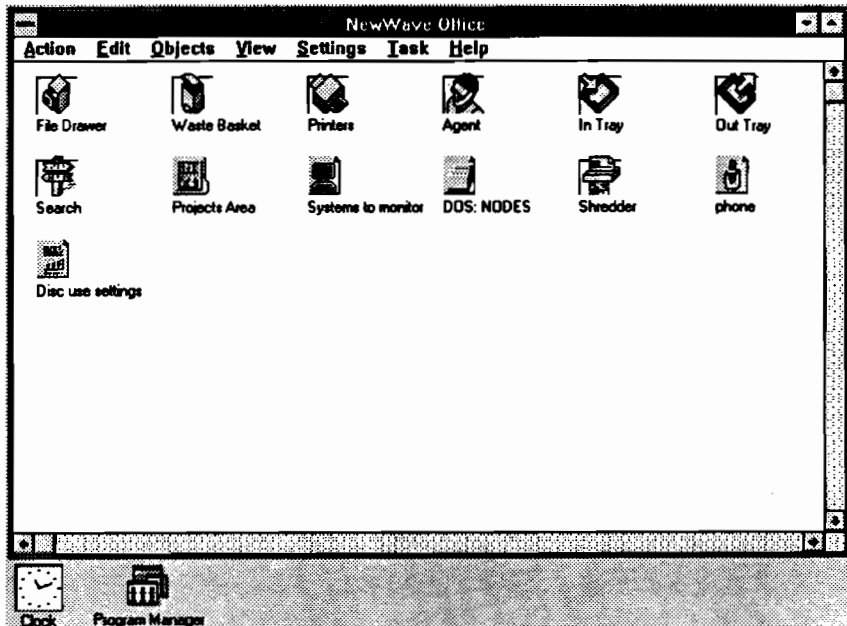 NewWave Office
Action Edit Objects View Settings Task Help
File Drawer Waste Basket Printers Agent In Tray Out Tray
Search Projects Area Systems to monitor DOS: NODES Shredder phone
Disc use settings
Clock Program Manager